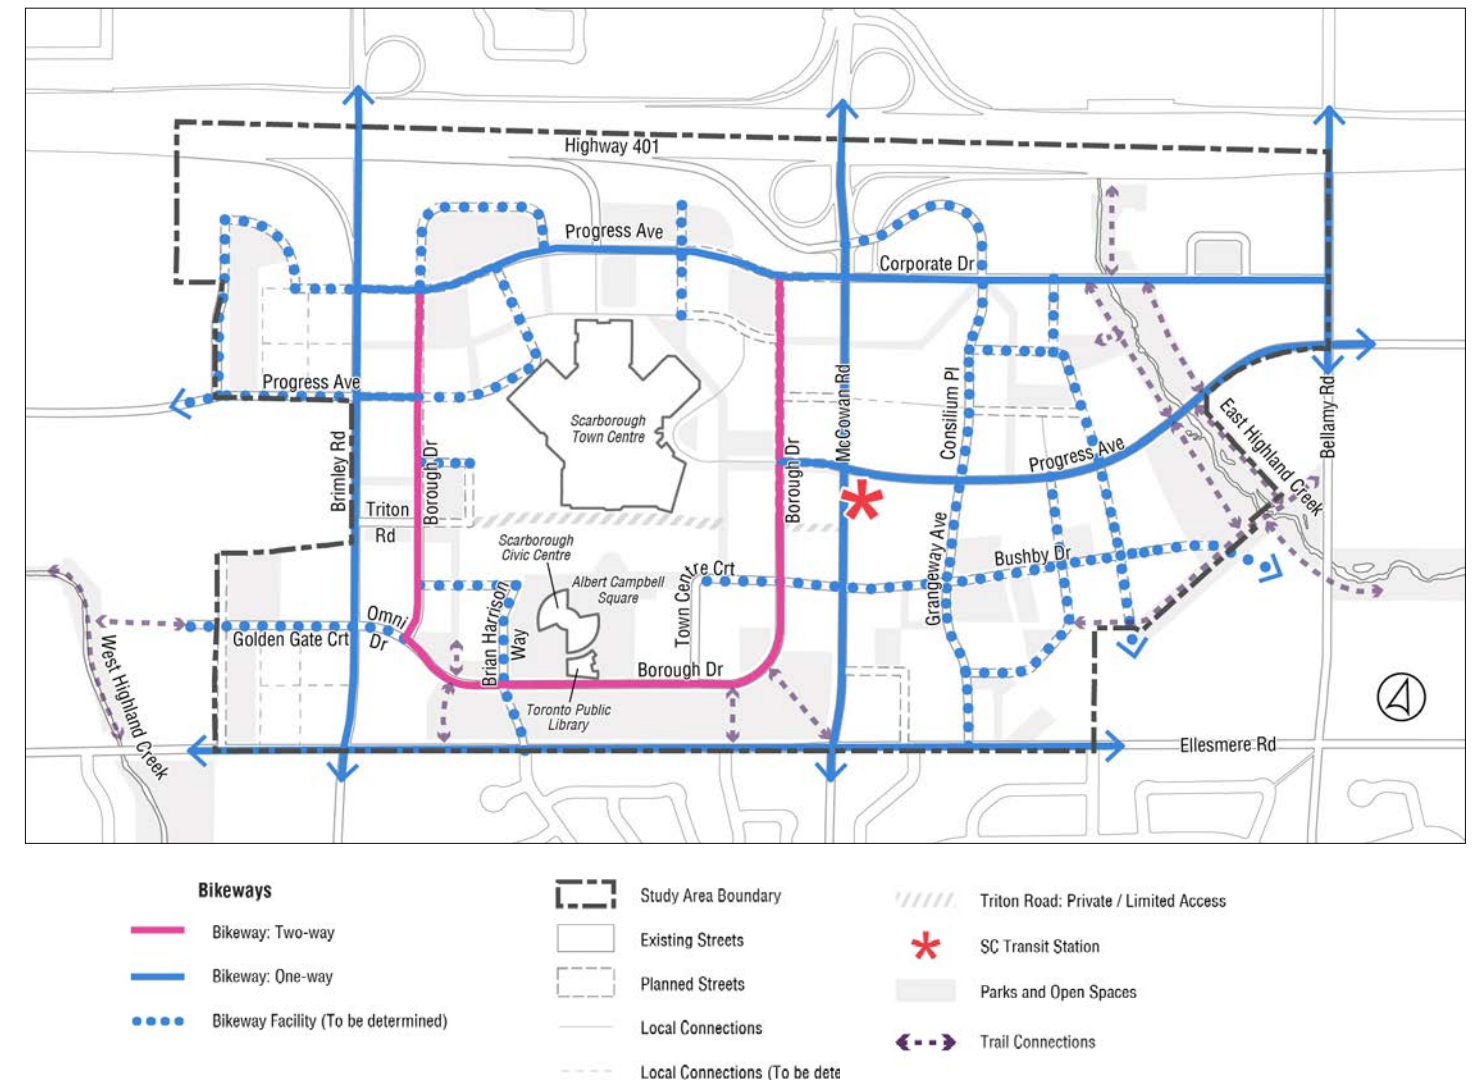 Highway 401
Progress Ave
Corporate Dr
Progress Ave
Scarborough
Town Centre
McCowan Rd
Consilium Pl
Progress Ave
East Highland Creek
Bellamy Rd
Brimley Rd
Borough Dr
Borough Dr
Triton
Rd
Scarborough
Civic Centre
Albert Campbell
Square
Town Centre Crt
Grangeway Ave
Bushby Dr
Omni
Dr
Golden Gate Crt
West Highland Creek
Brian Harrison
Way
Borough Dr
Toronto Public
Library
Ellesmere Rd
Bikeways
Bikeway: Two-way
Bikeway: One-way
Bikeway Facility (To be determined)
Study Area Boundary
Existing Streets
Planned Streets
Local Connections
Local Connections (To be dete
Triton Road: Private / Limited Access
SC Transit Station
Parks and Open Spaces
Trail Connections